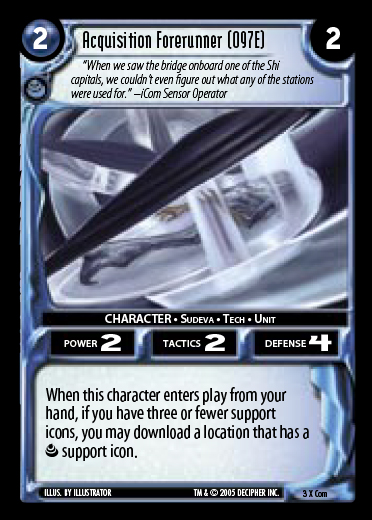 2
Acquisition Forerunner (097E)
2
"When we saw the bridge onboard one of the Shi
capitals, we couldn't even figure out what any of the stations
were used for." –iCom Sensor Operator
CHARACTER • SUDEVA • TECH • UNIT
POWER 2
TACTICS 2
DEFENSE 4
When this character enters play from your
hand, if you have three or fewer support
icons, you may download a location that has a
support icon.
ILLUS. BY ILLUSTRATOR
TM & © 2005 DECIPHER INC.
3 X Com